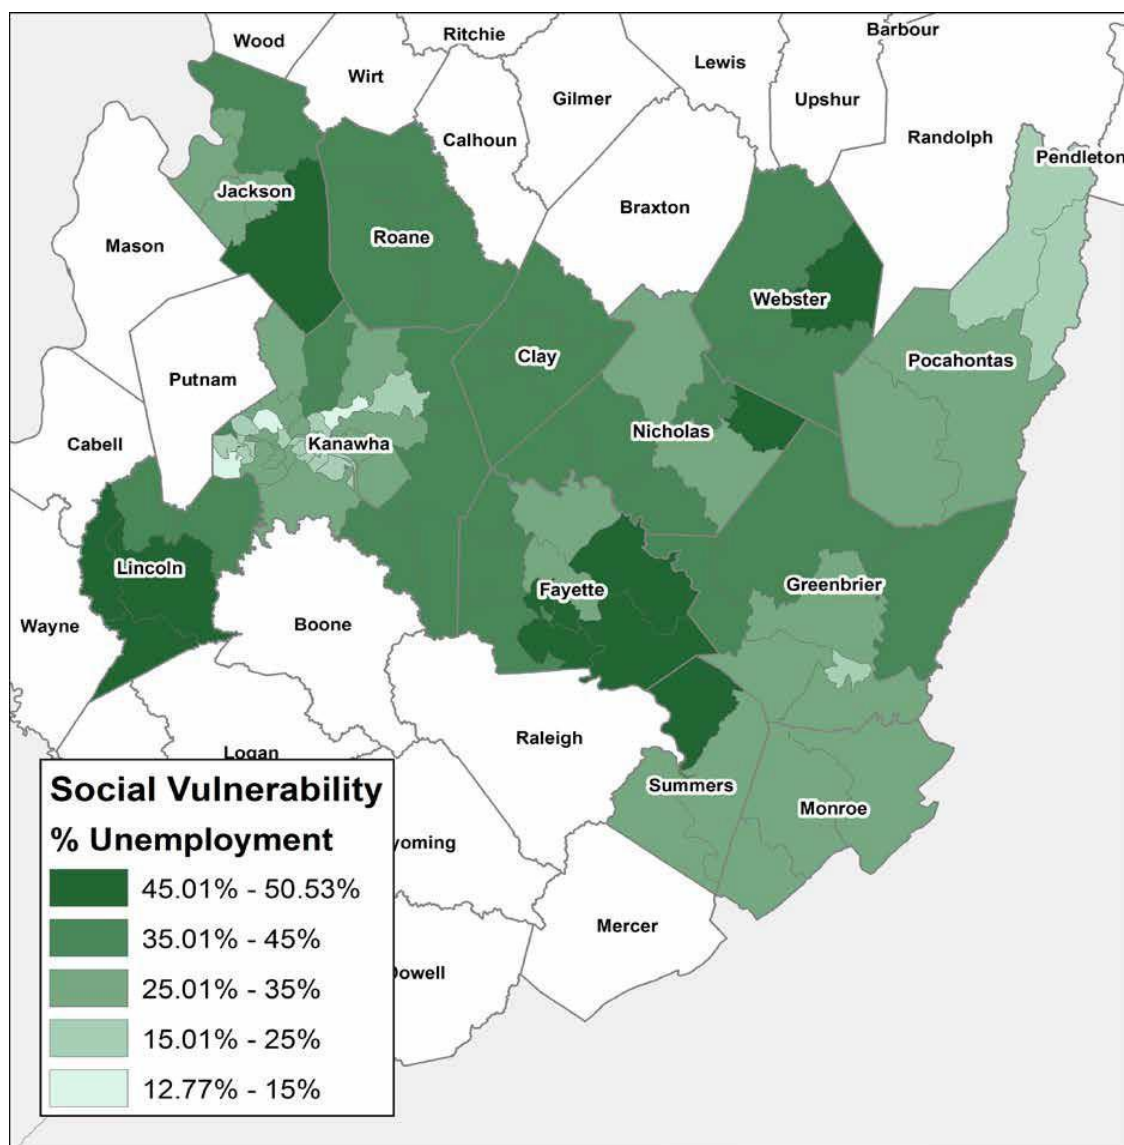 Wood
Ritchie
Barbour
Wirt
Lewis
Gilmer
Upshur
Calhoun
Randolph
Pendleton
Jackson
Braxton
Roane
Mason
Webster
Clay
Pocahontas
Putnam
Nicholas
Cabell
Kanawha
Lincoln
Greenbrier
Fayette
Wayne
Boone
Raleigh
Logan
Summers
Monroe
yoming
Mercer
Dowell
Social Vulnerability
% Unemployment
45.01% - 50.53%
35.01% - 45%
25.01% - 35%
15.01% - 25%
12.77% - 15%